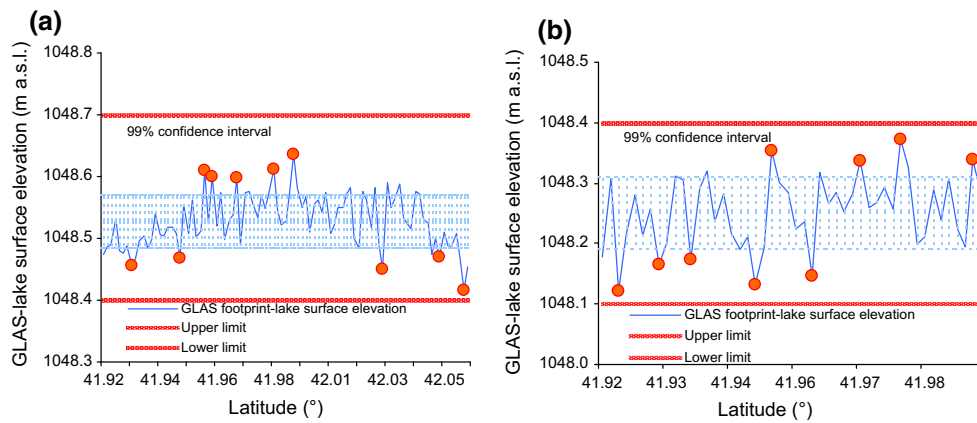 (a)
GLAS-lake surface elevation (m a.s.l.)
1048.8
1048.7
1048.6
1048.5
1048.4
1048.3
99% confidence interval
GLAS footprint-lake surface elevation
Upper limit
Lower limit
41.92 41.94 41.96 41.98 42.01 42.03 42.05
Latitude (°)
(b)
GLAS-lake surface elevation (m a.s.l.)
1048.5
1048.4
1048.3
1048.2
1048.1
1048.0
99% confidence interval
GLAS footprint-lake surface elevation
Upper limit
Lower limit
41.92 41.93 41.94 41.96 41.97 41.98
Latitude (°)